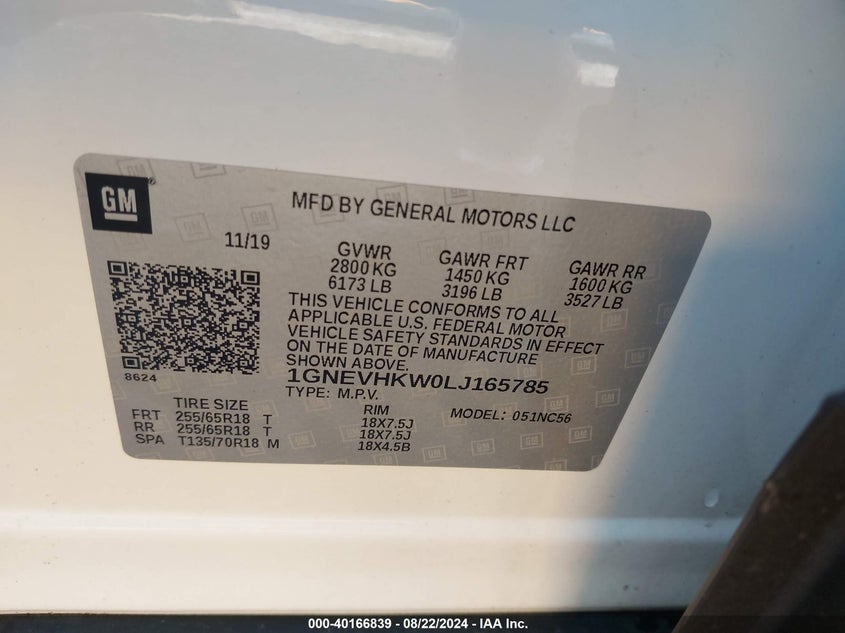 GM
MFD BY GENERAL MOTORS LLC
11/19
GVWR GAWR FRT GAWR RR
2800 KG 1450 KG 1600 KG
6173 LB 3196 LB 3527 LB
THIS VEHICLE CONFORMS TO ALL
APPLICABLE U.S. FEDERAL MOTOR
VEHICLE SAFETY STANDARDS IN EFFECT
ON THE DATE OF MANUFACTURE
SHOWN ABOVE.
8624
1GNEVHKW0LJ165785
TYPE: M.P.V. MODEL: 051NC56
TIRE SIZE RIM
FRT 255/65R18 T 18X7.5J
RR 255/65R18 T 18X7.5J
SPA T135/70R18 M 18X4.5B
000-40166839 - 08/22/2024 - IAA Inc.